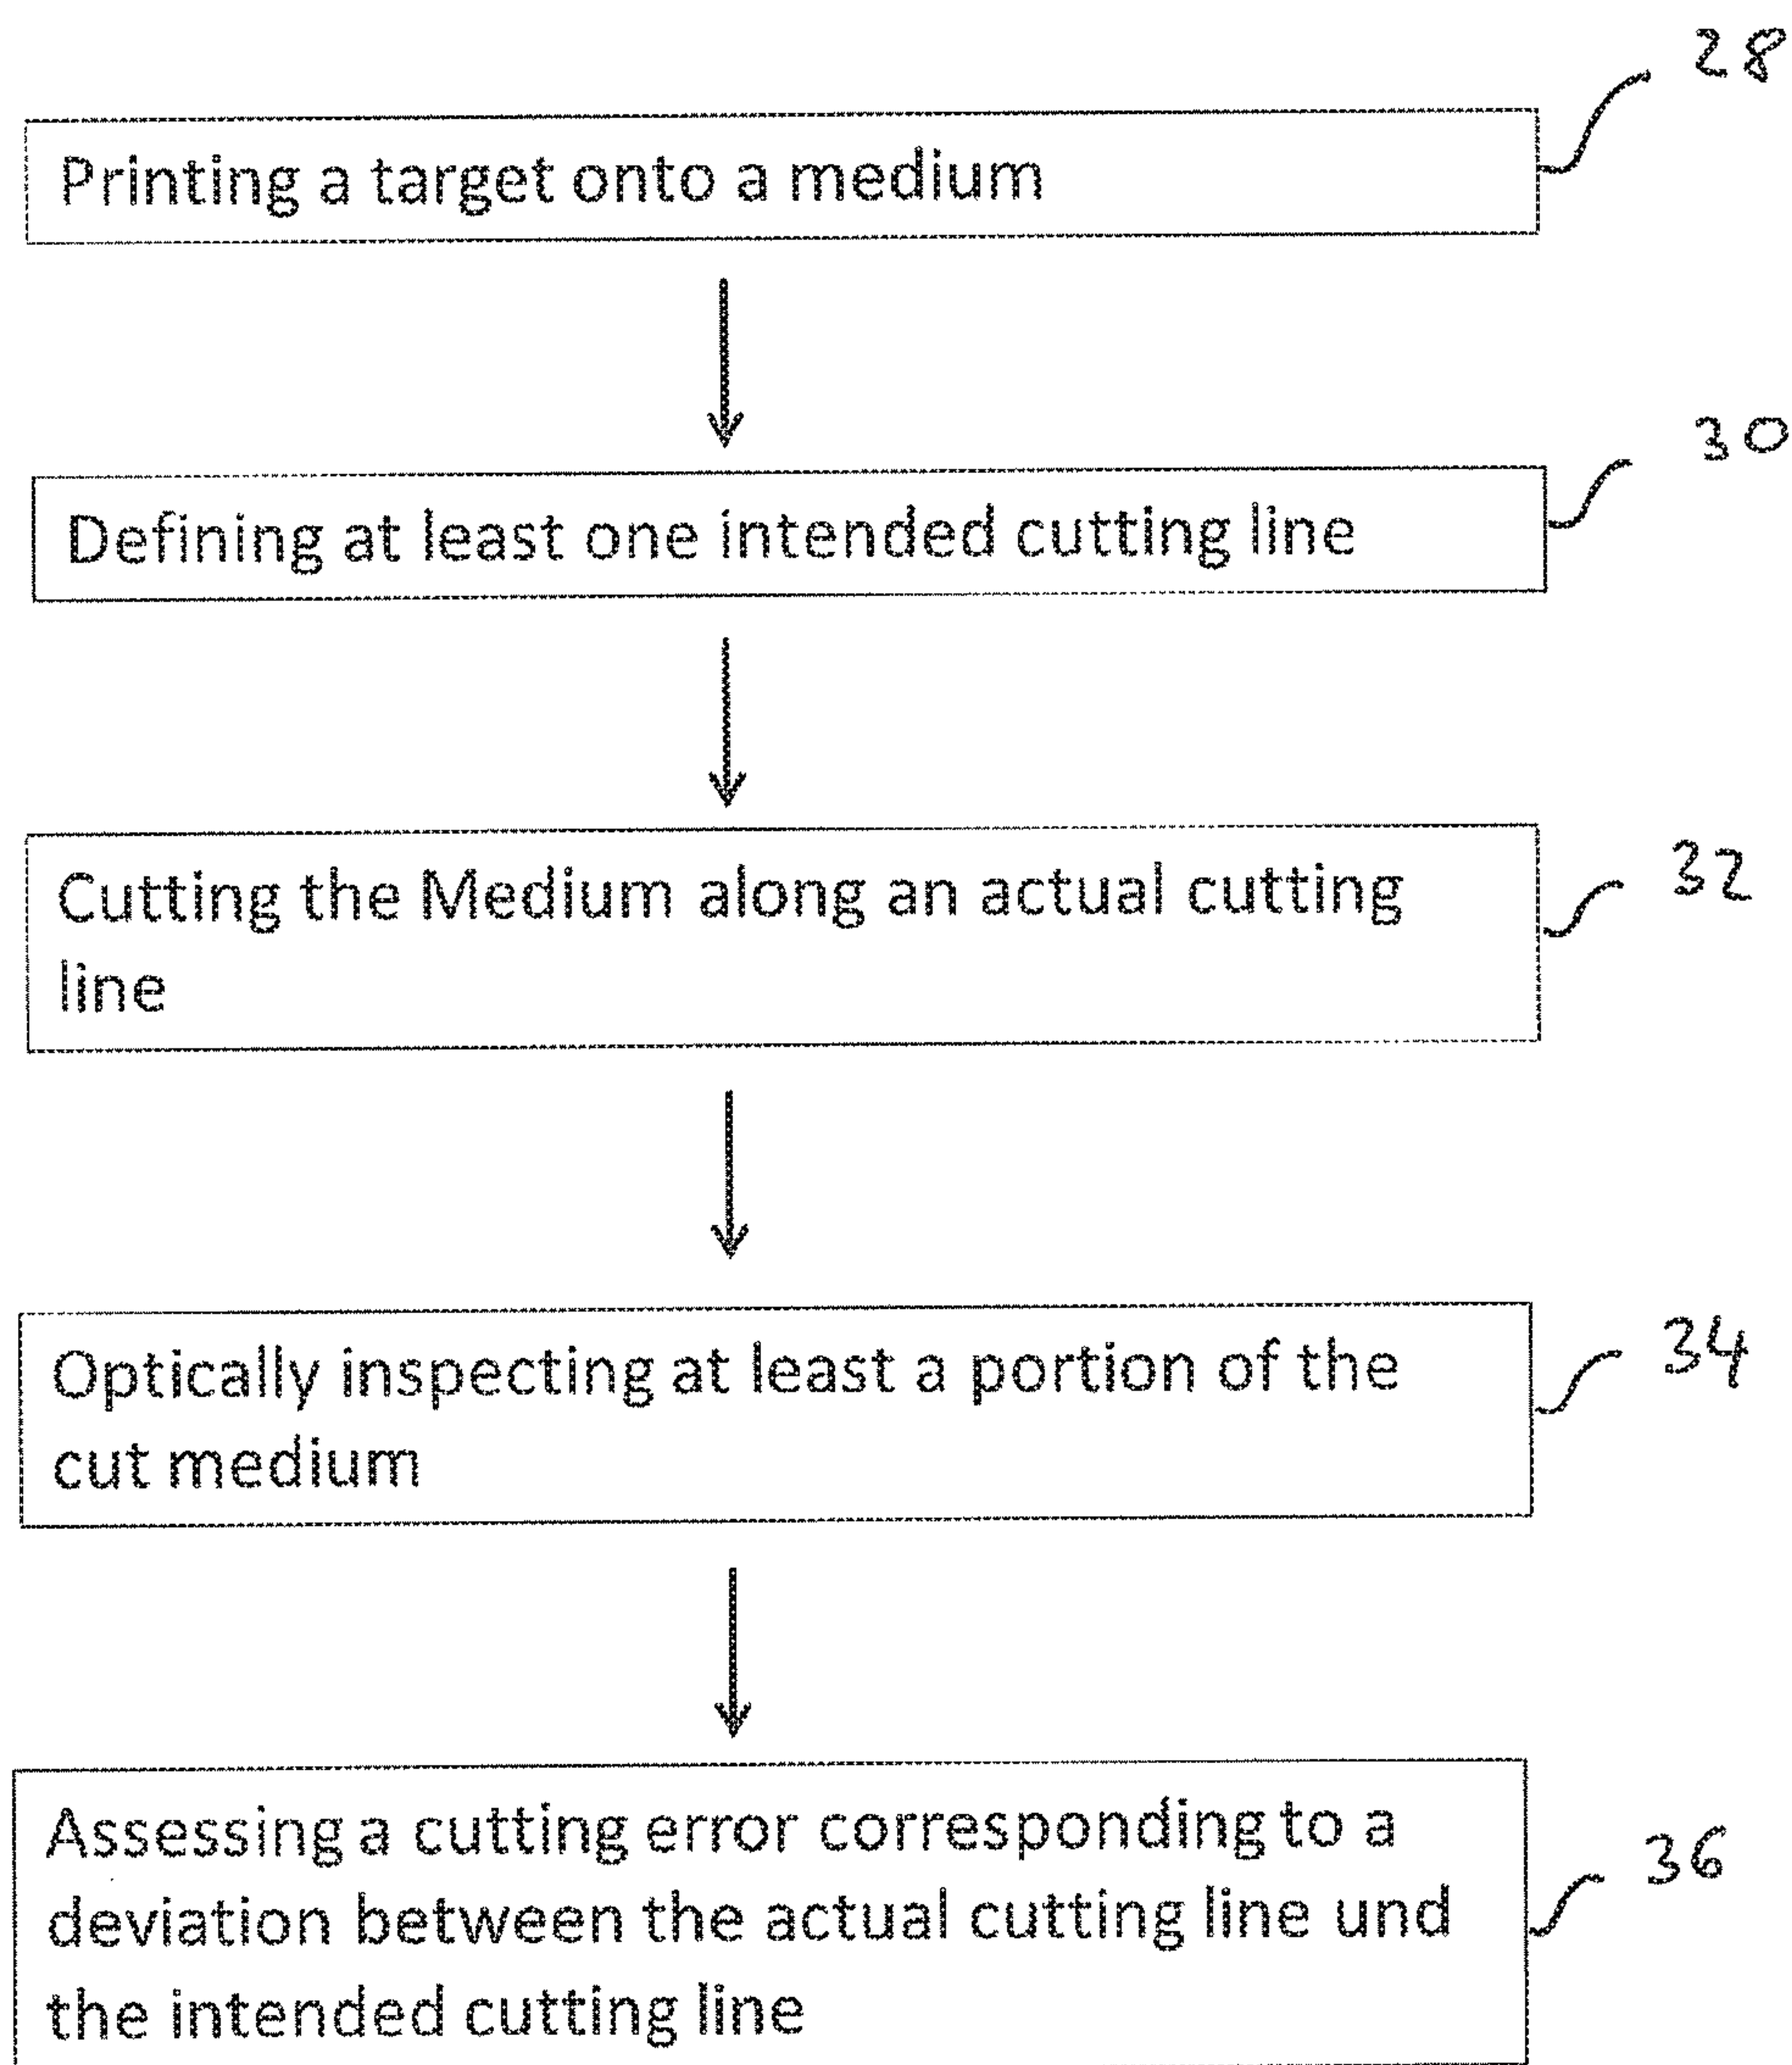 28
Printing a target onto a medium
30
Defining at least one intended cutting line
32
Cutting the Medium along an actual cutting
line
34
Optically inspecting at least a portion of the
cut medium
36
Assessing a cutting error corresponding to a
deviation between the actual cutting line und
the intended cutting line